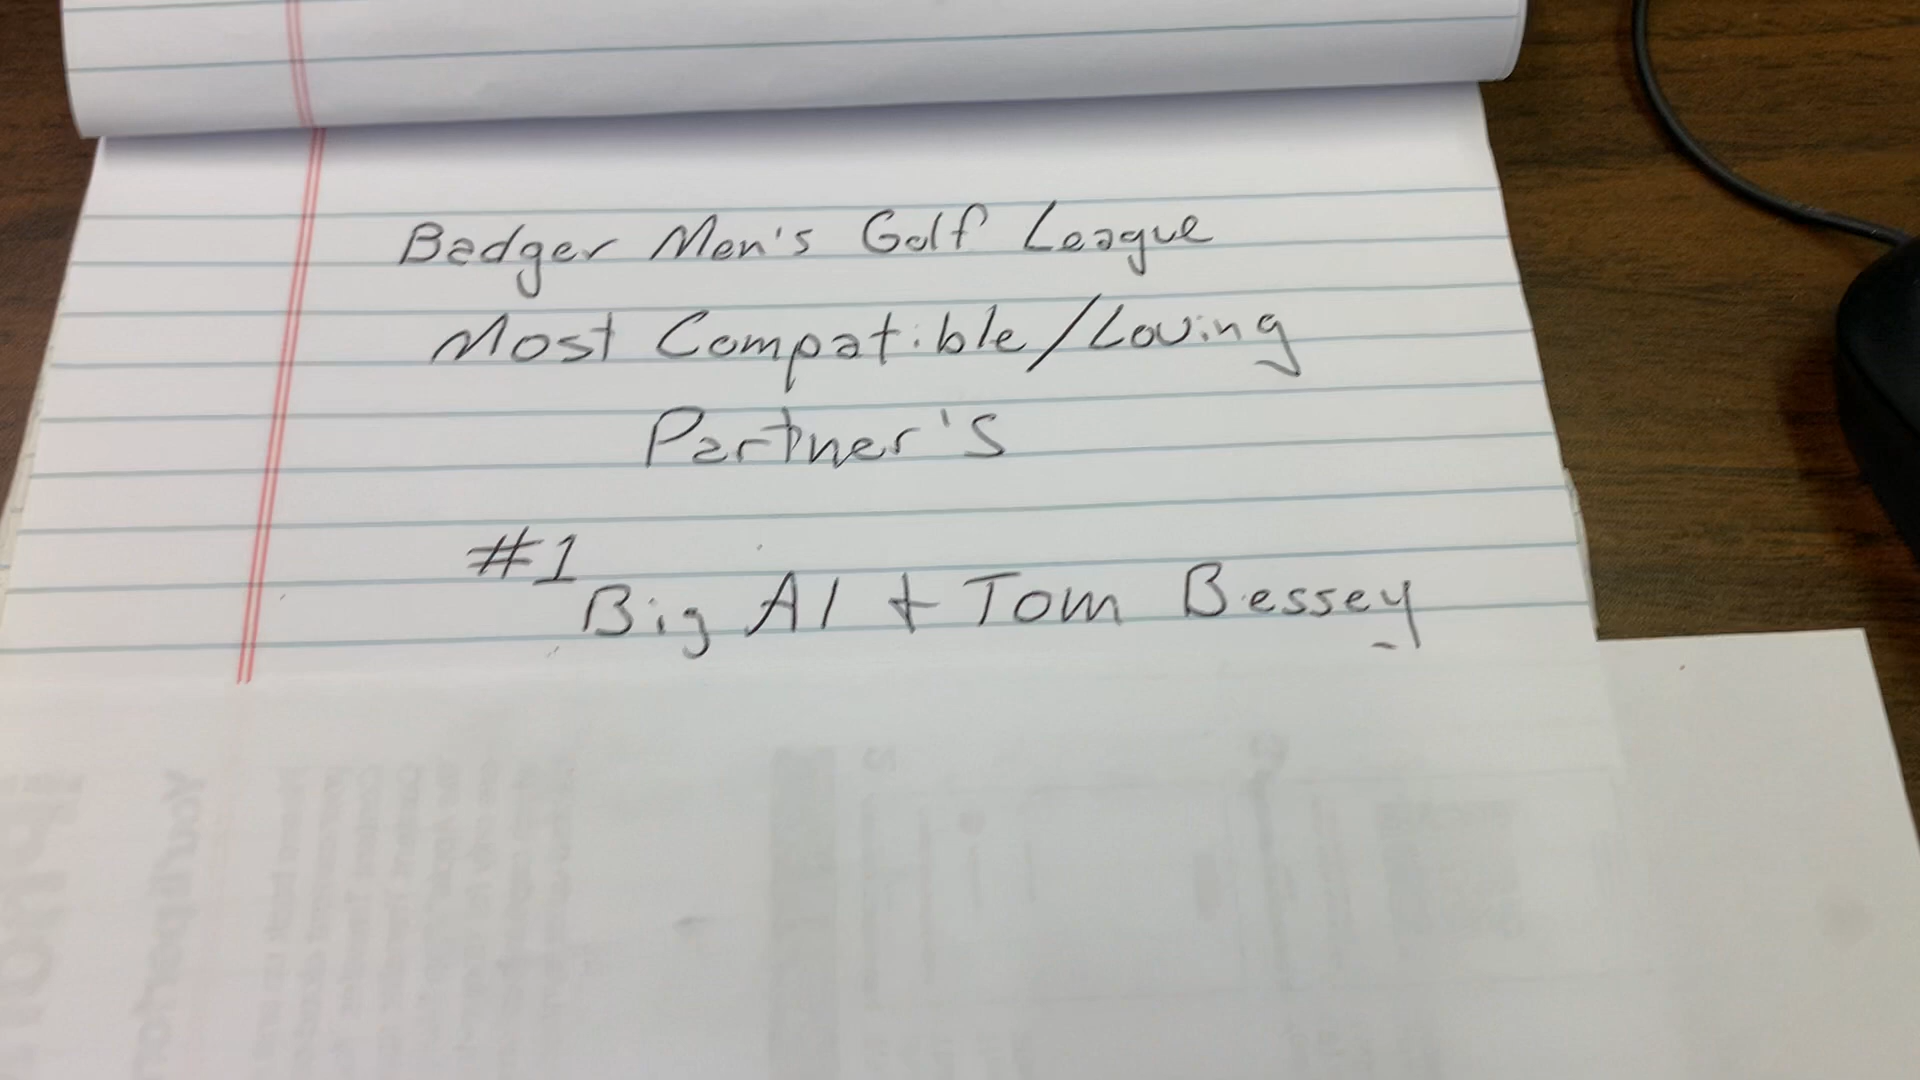 Badger Men's Golf League
Most Compatible/Loving
Partner's
#1
Big Al + Tom Bessey